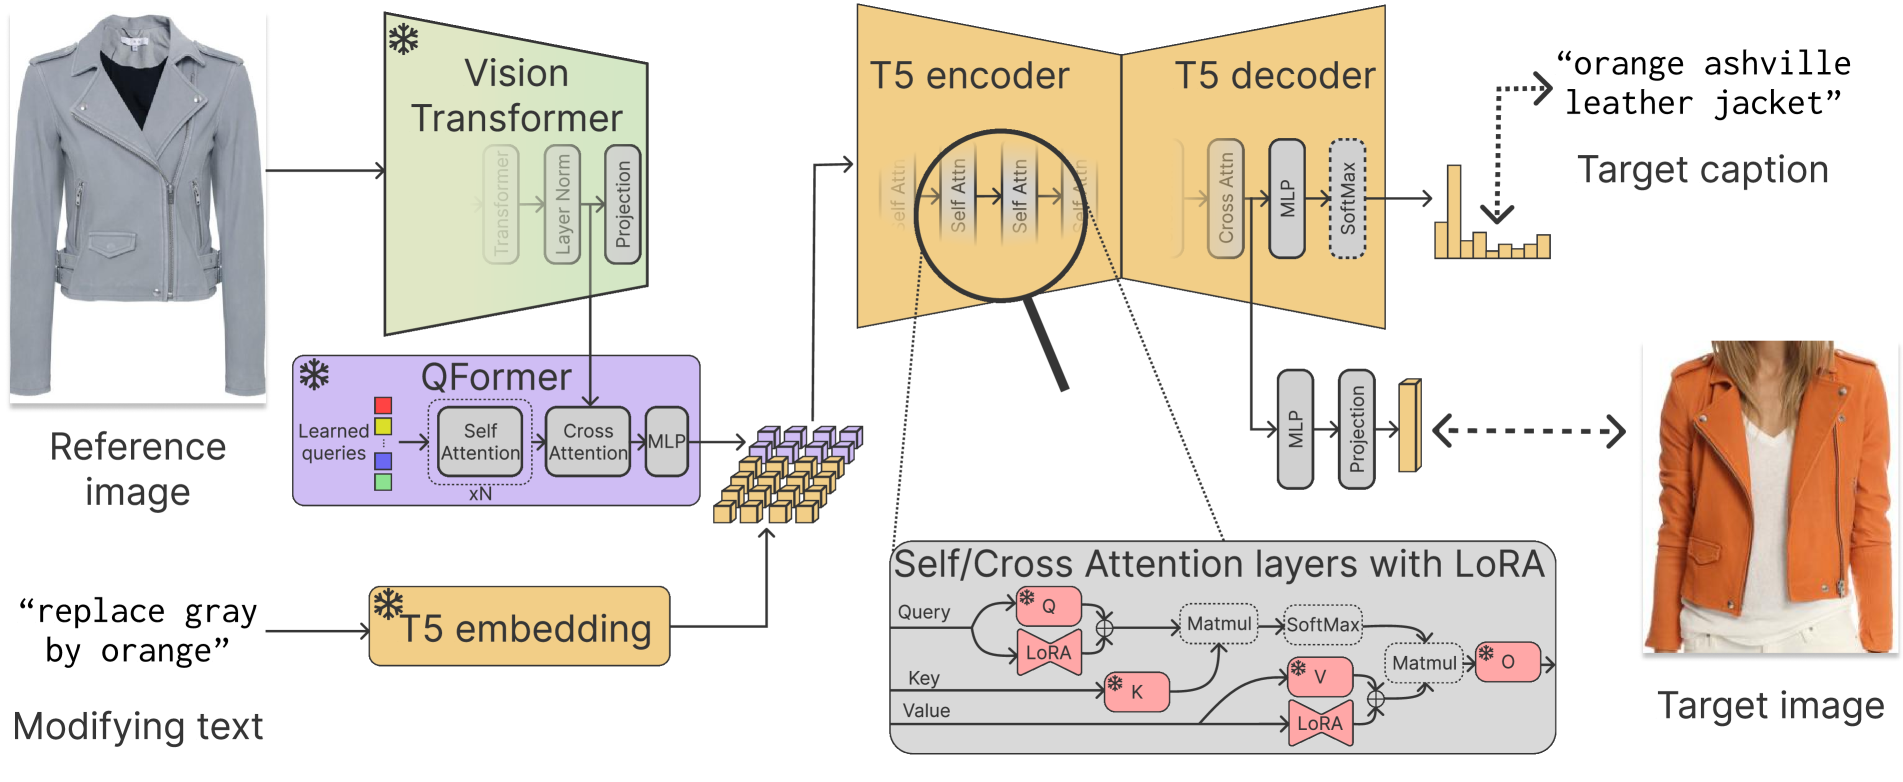 Vision
Transformer
Transformer
Layer Norm
Projection
Reference
image
QFormer
Learned
queries
Self
Attention
xN
Cross
Attention
MLP
“replace gray
by orange”
Modifying text
T5 embedding
T5 encoder
Self Attn
Self Attn
Self Attn
Self Attn
T5 decoder
Cross Attn
MLP
SoftMax
MLP
Projection
“orange ashville
leather jacket”
Target caption
Target image
Self/Cross Attention layers with LoRA
Query
Q
LoRA
Matmul
SoftMax
Key
K
Value
V
LoRA
Matmul
O